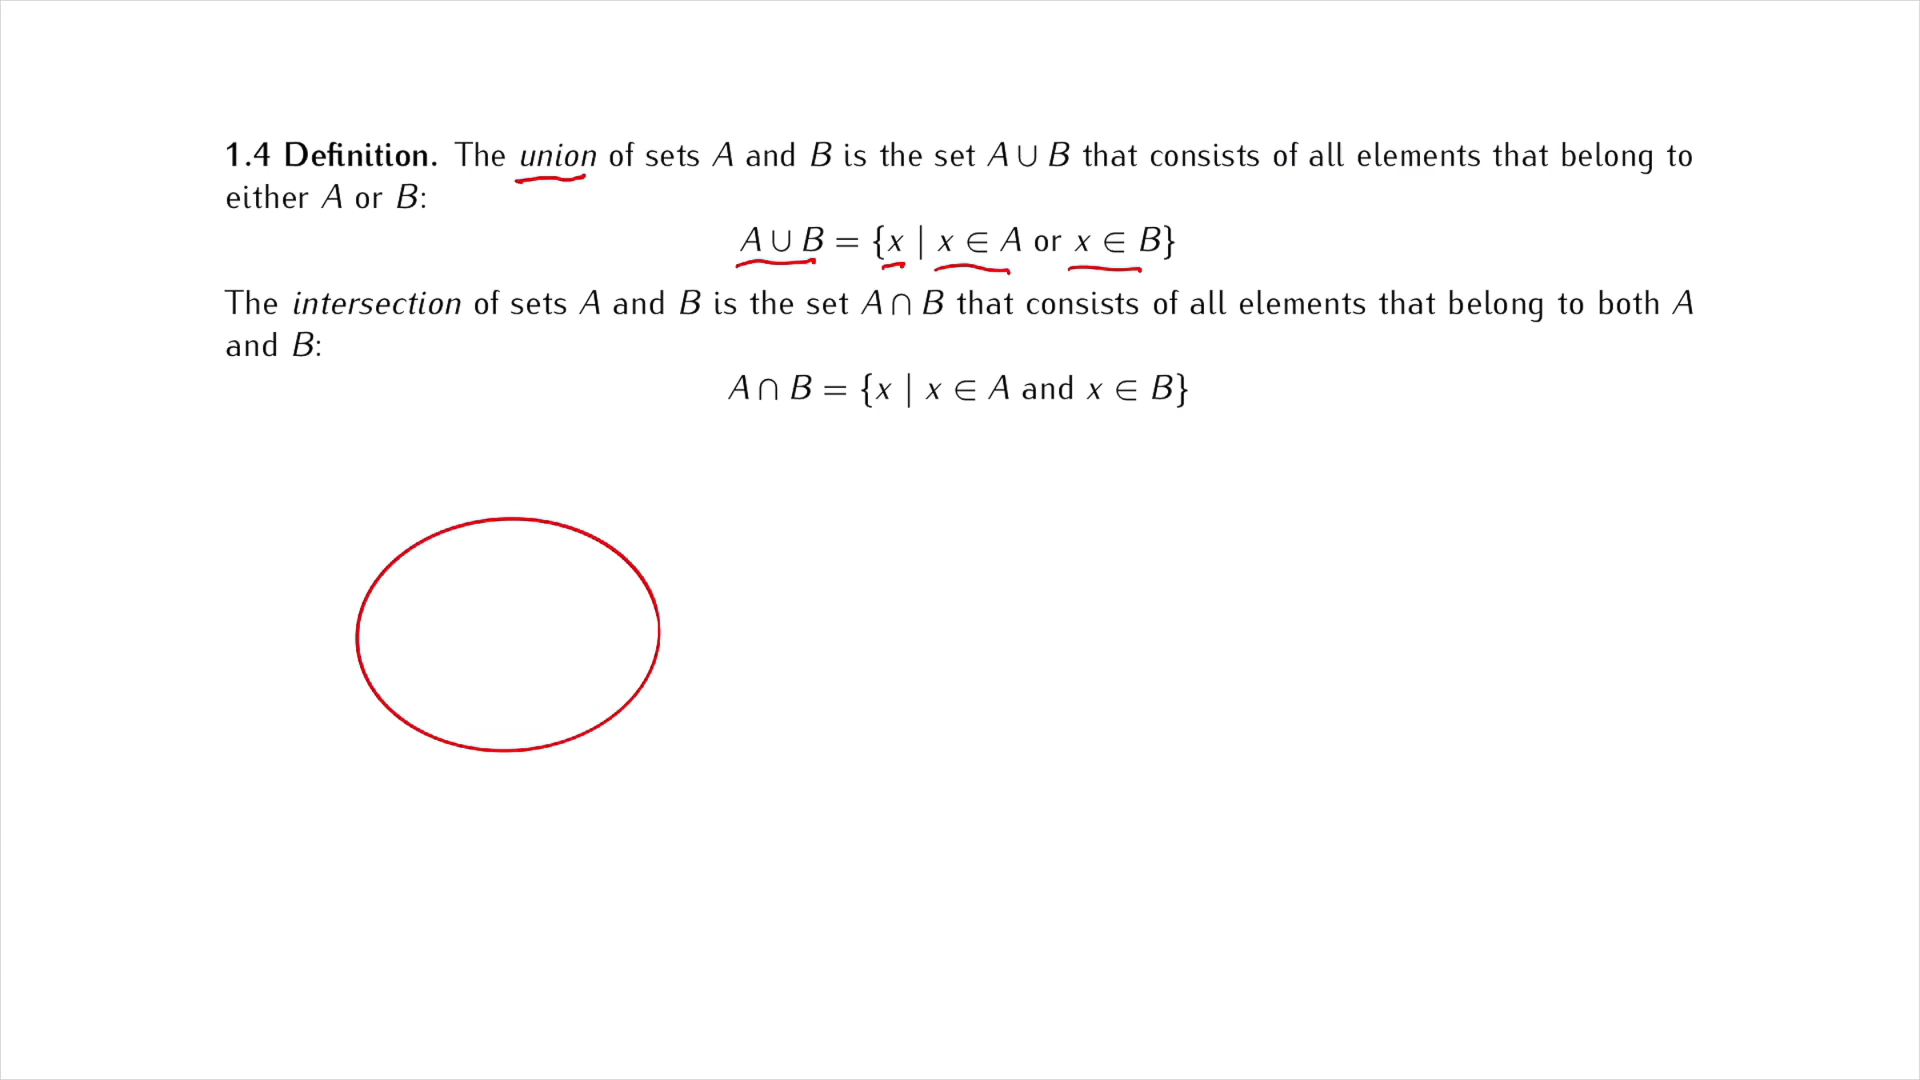 1.4 Definition. The union of sets A and B is the set A ∪ B that consists of all elements that belong to
either A or B:
A ∪ B = {x | x ∈ A or x ∈ B}
The intersection of sets A and B is the set A ∩ B that consists of all elements that belong to both A
and B:
A ∩ B = {x | x ∈ A and x ∈ B}